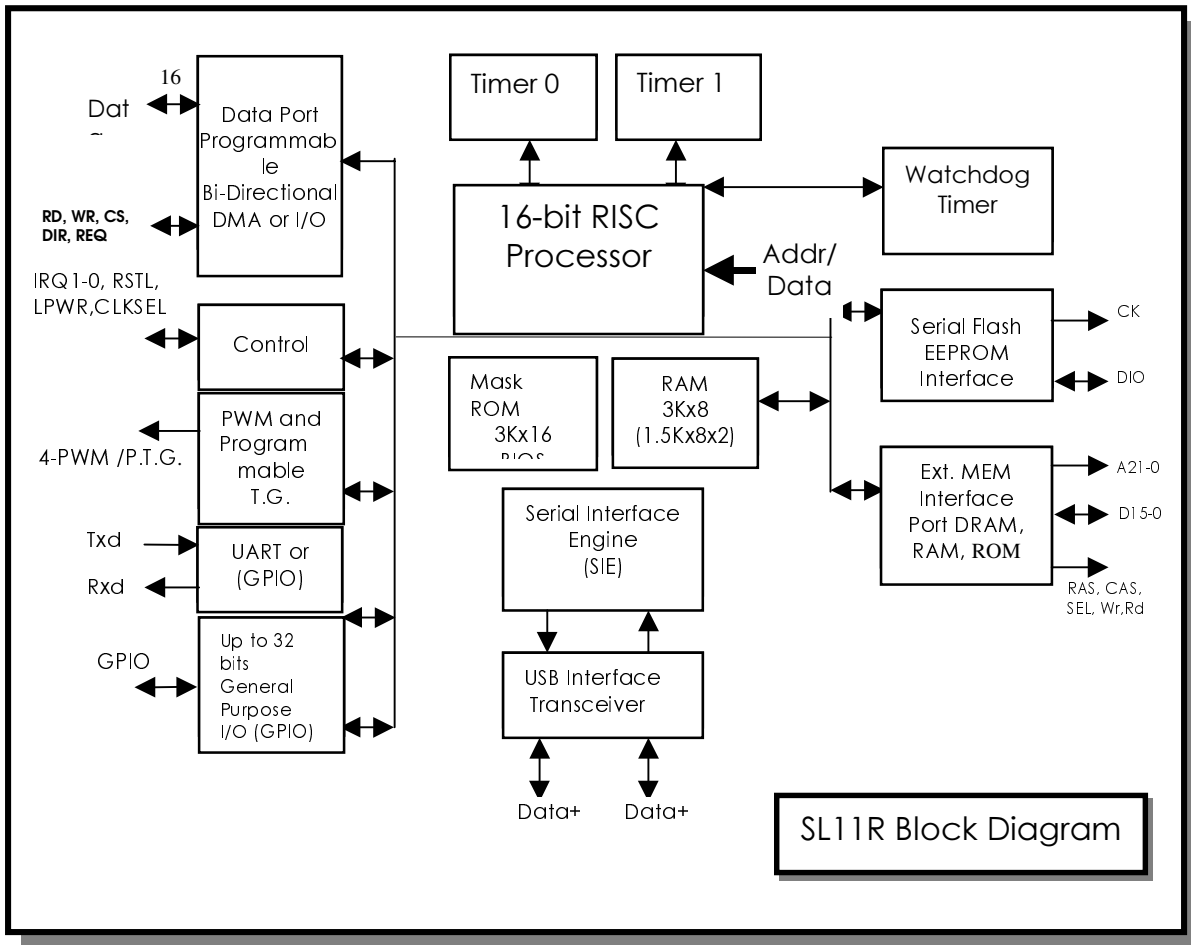 16
Dat
Data Port
Programmab
le
Bi-Directional
DMA or I/O
RD, WR, CS,
DIR, REQ
IRQ1-0, RSTL,
LPWR,CLKSEL
Control
PWM and
Program
mable
T.G.
4-PWM /P.T.G.
Txd
Rxd
UART or
(GPIO)
GPIO
Up to 32
bits
General
Purpose
I/O (GPIO)
Timer 0
Timer 1
16-bit RISC
Processor
Watchdog
Timer
Addr/
Data
Serial Flash
EEPROM
Interface
CK
DIO
Mask
ROM
3Kx16
BIOS
RAM
3Kx8
(1.5Kx8x2)
Ext. MEM
Interface
Port DRAM,
RAM, ROM
A21-0
D15-0
RAS, CAS,
SEL, Wr,Rd
Serial Interface
Engine
(SIE)
USB Interface
Transceiver
Data+
Data+
SL11R Block Diagram